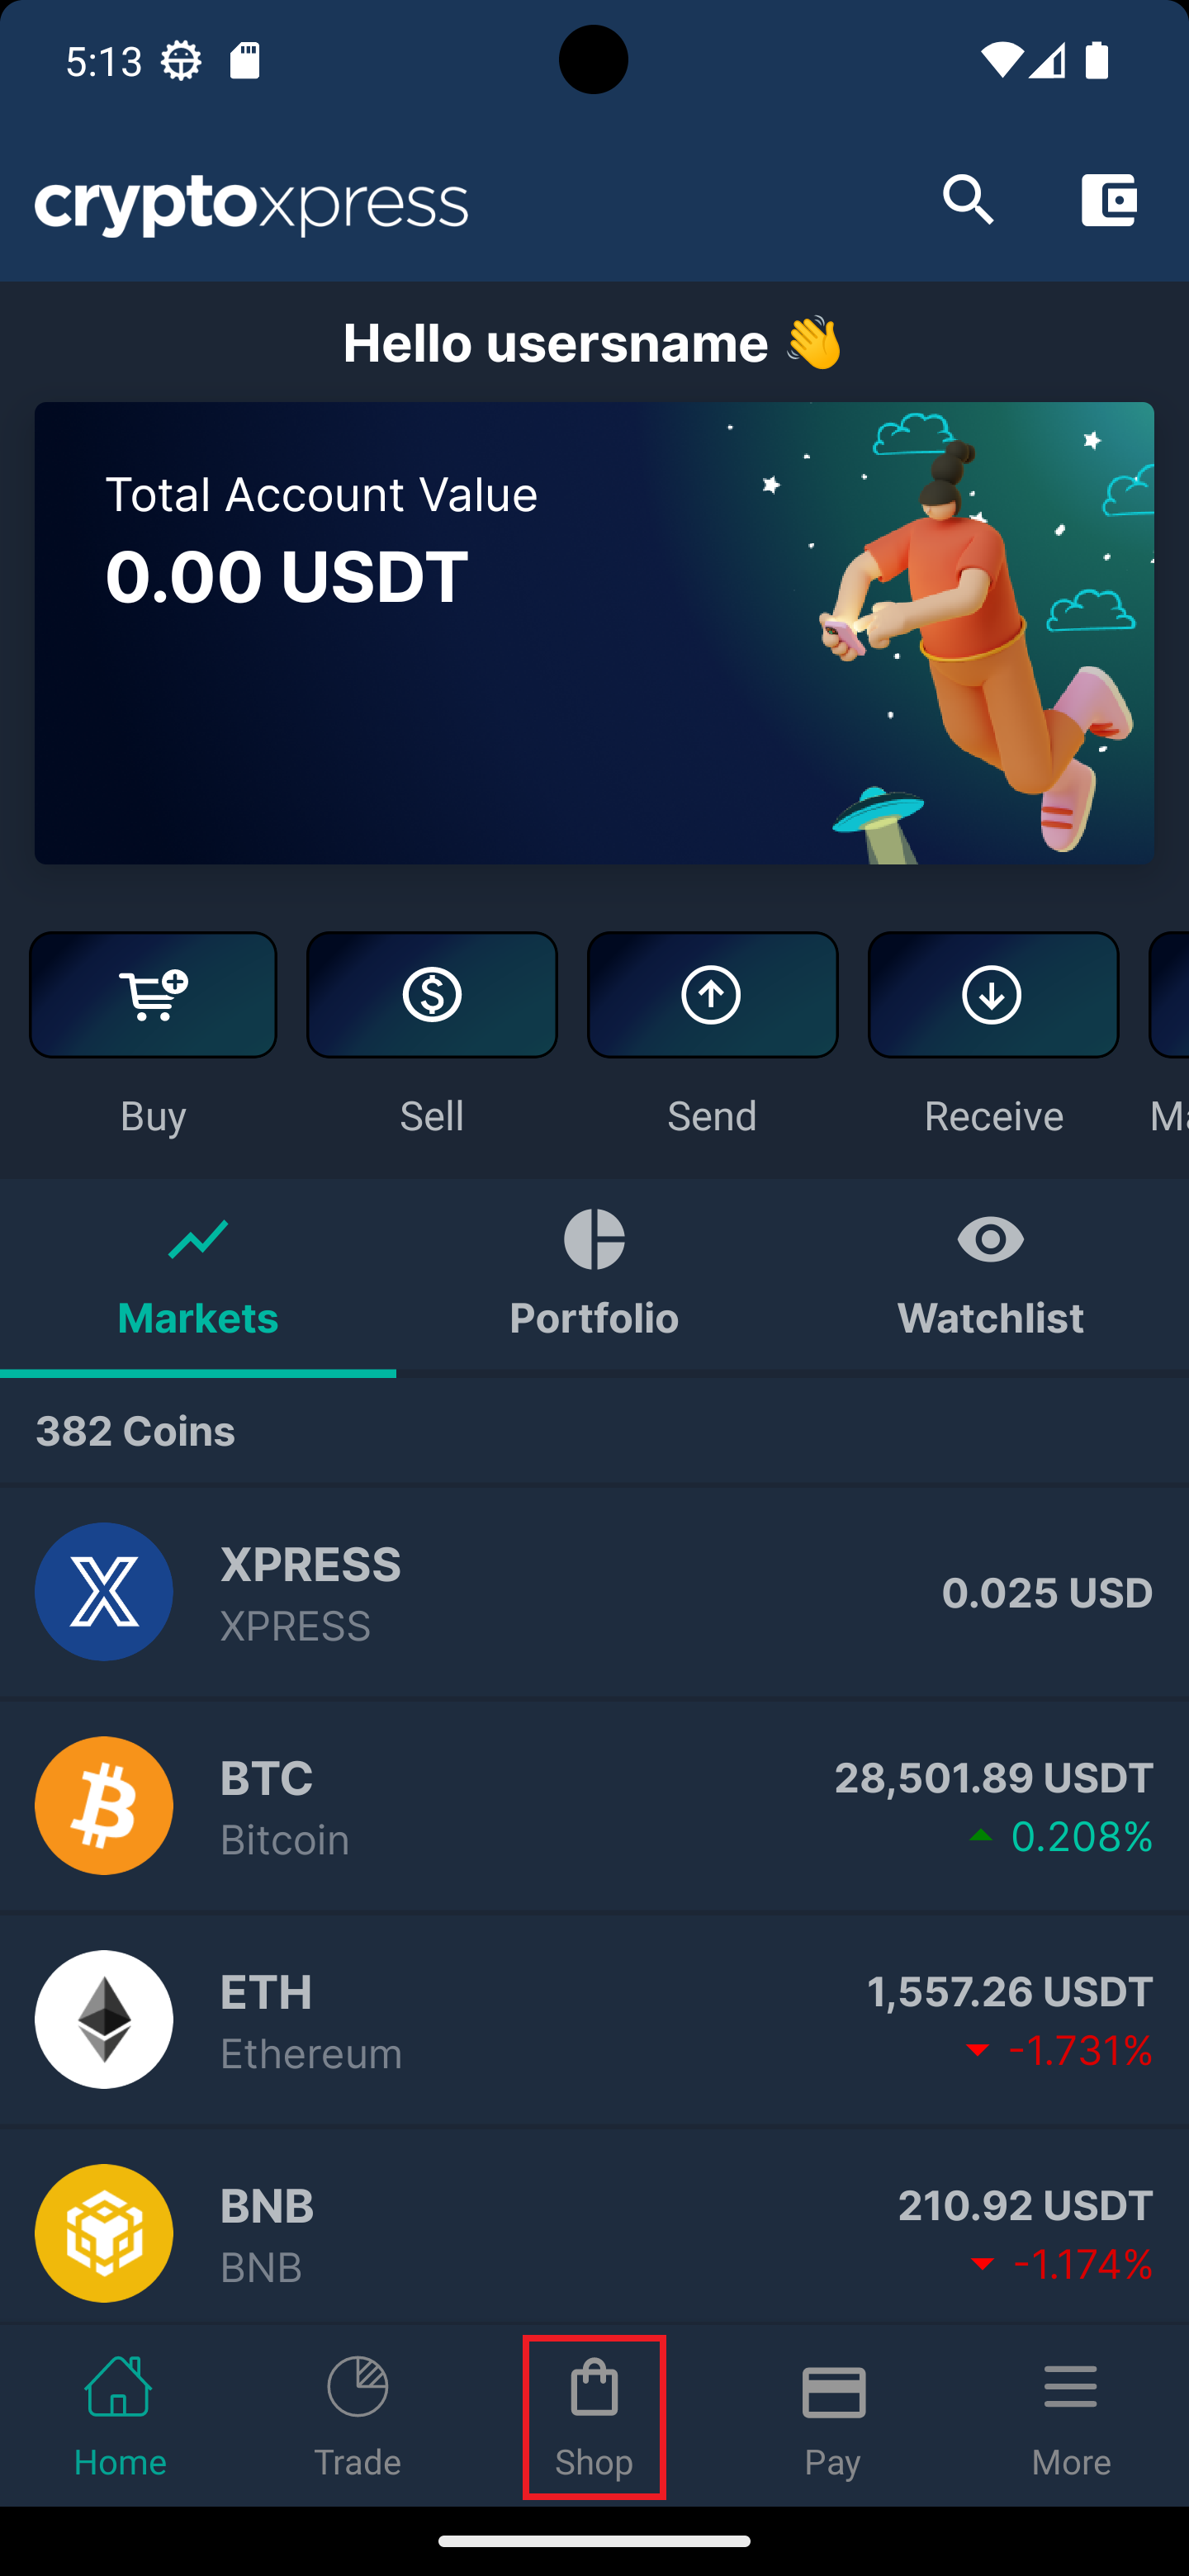 5:13
cryptoxpress
Hello usersname 👋
Total Account Value
0.00 USDT
Buy Sell Send Receive
Markets Portfolio Watchlist
382 Coins
XPRESS
0.025 USD
XPRESS
BTC 28,501.89 USDT
Bitcoin 0.208%
ETH 1,557.26 USDT
Ethereum -1.731%
BNB 210.92 USDT
BNB -1.174%
Home Trade Shop Pay More